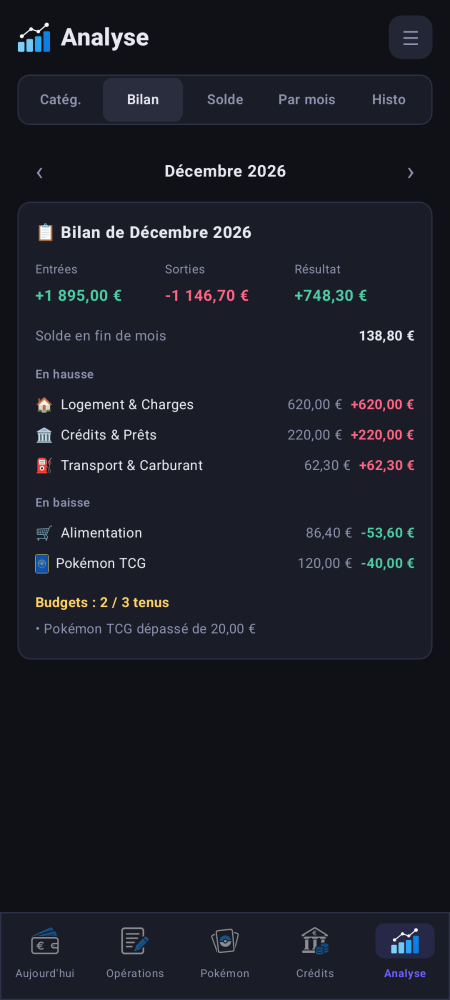 Analyse
☰
Catég. Bilan Solde Par mois Histo
‹ Décembre 2026 ›
📋 Bilan de Décembre 2026
Entrées Sorties Résultat
+1 895,00 € -1 146,70 € +748,30 €
Solde en fin de mois 138,80 €
En hausse
Logement & Charges 620,00 € +620,00 €
Crédits & Prêts 220,00 € +220,00 €
Transport & Carburant 62,30 € +62,30 €
En baisse
Alimentation 86,40 € -53,60 €
Pokémon TCG 120,00 € -40,00 €
Budgets : 2 / 3 tenus
• Pokémon TCG dépassé de 20,00 €
Aujourd'hui Opérations Pokémon Crédits Analyse